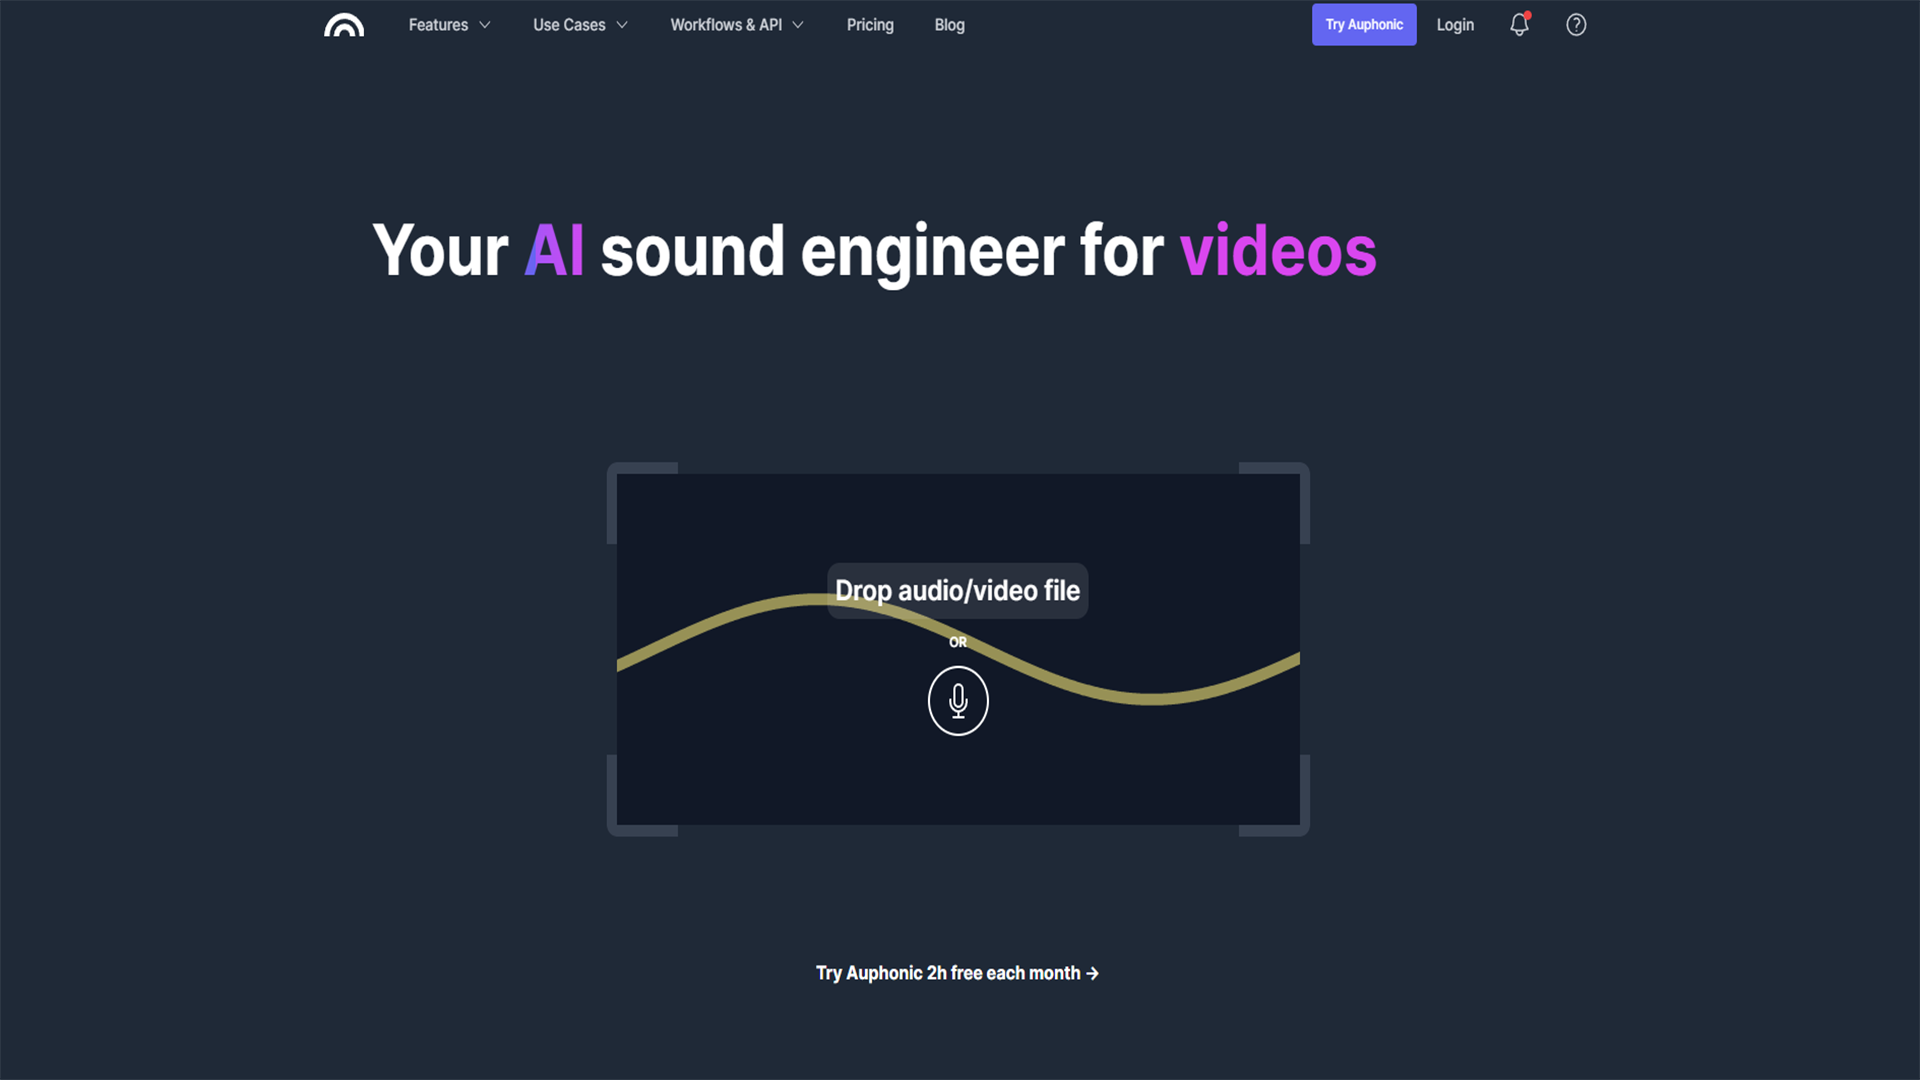 Features Use Cases Workflows & API Pricing Blog Try Auphonic Login
Your AI sound engineer for videos
Drop audio/video file
OR
Try Auphonic 2h free each month →